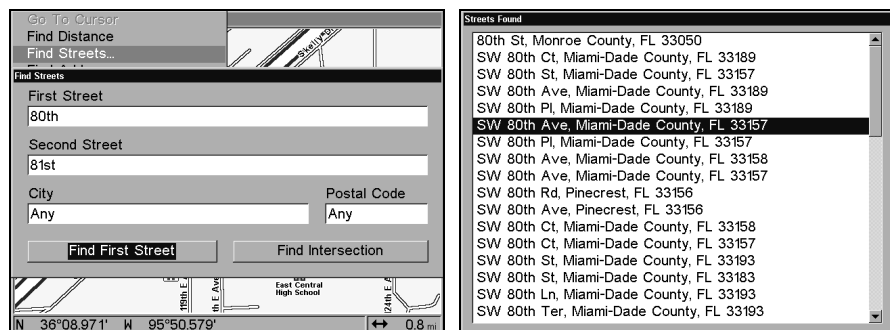 Go To Cursor
Find Distance
Find Streets...
Skelly
Find Streets
First Street
80th
Second Street
81st
City
Postal Code
Any
Any
Find First Street
Find Intersection
119th E A
th E Ave
East Central
High School
124th E A
N 36°08.971' W 95°50.579' ↔ 0.8 mi
Streets Found
80th St, Monroe County, FL 33050
SW 80th Ct, Miami-Dade County, FL 33189
SW 80th St, Miami-Dade County, FL 33157
SW 80th Ave, Miami-Dade County, FL 33189
SW 80th Pl, Miami-Dade County, FL 33189
SW 80th Ave, Miami-Dade County, FL 33157
SW 80th Pl, Miami-Dade County, FL 33157
SW 80th Ave, Miami-Dade County, FL 33158
SW 80th Ave, Miami-Dade County, FL 33157
SW 80th Rd, Pinecrest, FL 33156
SW 80th Ave, Pinecrest, FL 33156
SW 80th Ct, Miami-Dade County, FL 33158
SW 80th Ct, Miami-Dade County, FL 33157
SW 80th St, Miami-Dade County, FL 33193
SW 80th St, Miami-Dade County, FL 33183
SW 80th Ln, Miami-Dade County, FL 33193
SW 80th Ter, Miami-Dade County, FL 33193